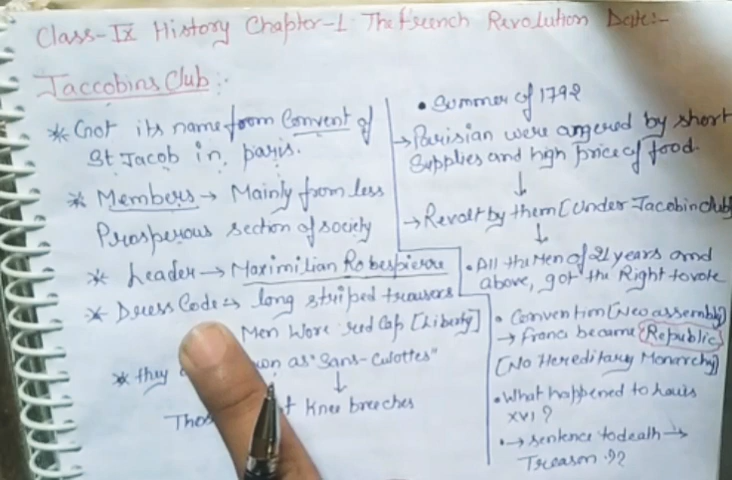 Class-IX History Chapter-1 The French Revolution Date:-
Jaccobins Club:-
* Got its name from Convent of
St Jacob in, paris.
* Members → Mainly from less
Prosperous section of society
* Leader → Maximilian Robespierre
* Dress Code → long striped trousers
Men Wore red Cap [Liberty]
* they as "Sans-Culottes"
↓
Knee breeches
• Summer of 1792
→ Parisian were angered by short
Supplies and high price of food.
↓
→ Revolt by them [Under Jacobin club]
↓
• All the Men of 21 years and
above, got the Right to vote
• Convention [New assembly]
→ France became Republic
[No Hereditary Monarchy]
• What happened to Louis
XVI ?
• → sentence to death →
Treason.